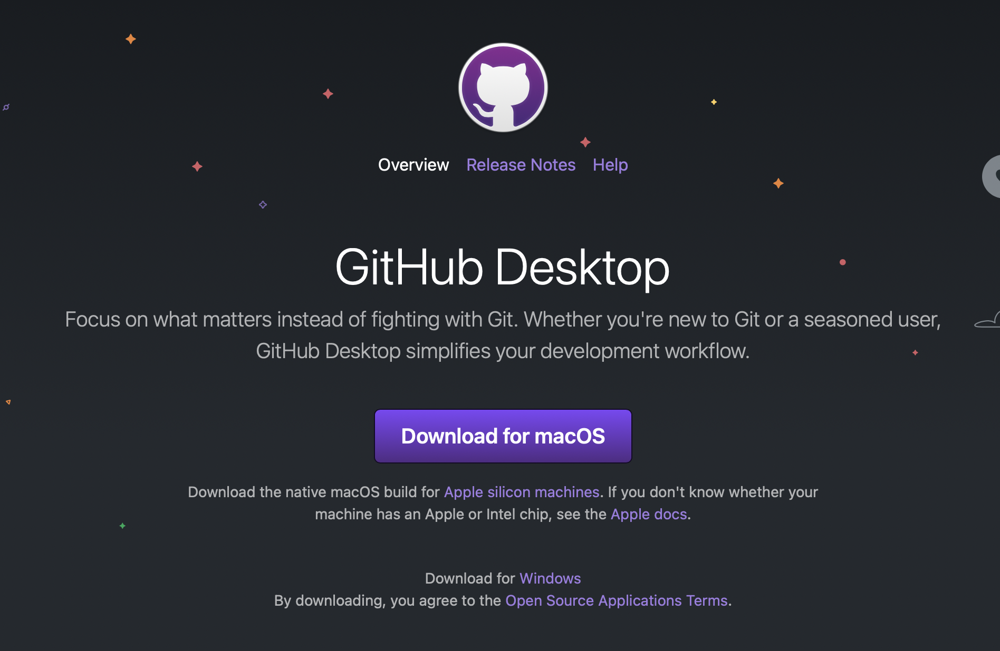 Overview Release Notes Help
GitHub Desktop
Focus on what matters instead of fighting with Git. Whether you're new to Git or a seasoned user,
GitHub Desktop simplifies your development workflow.
Download for macOS
Download the native macOS build for Apple silicon machines. If you don't know whether your
machine has an Apple or Intel chip, see the Apple docs.
Download for Windows
By downloading, you agree to the Open Source Applications Terms.